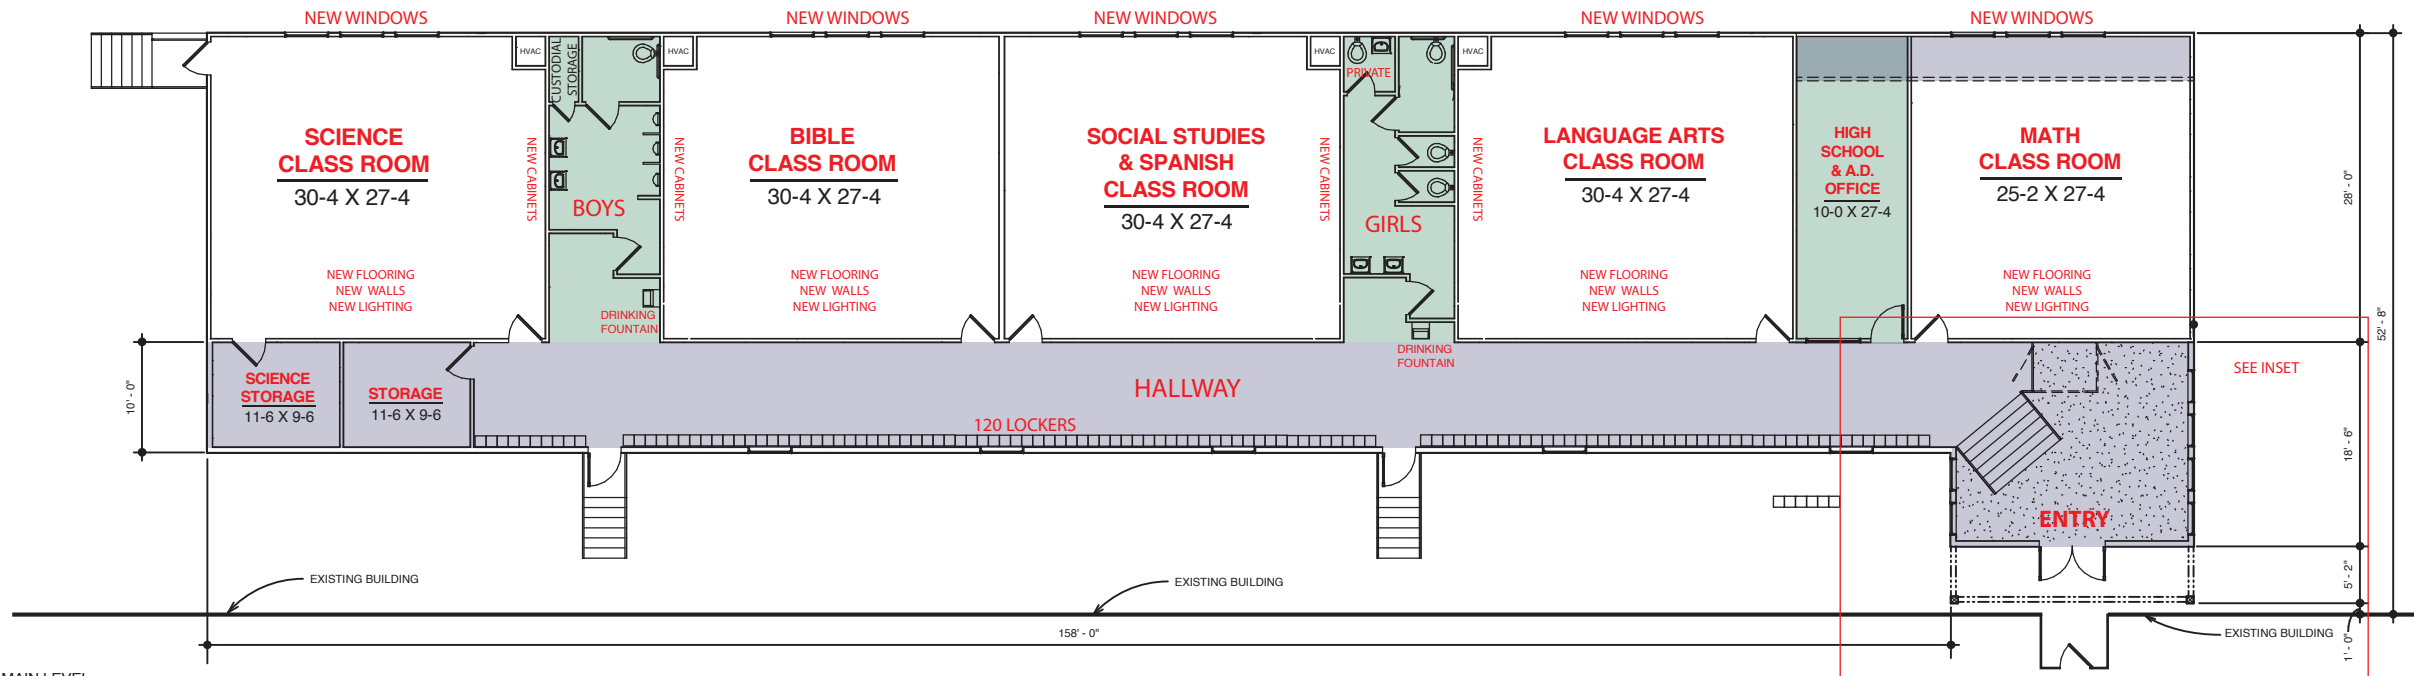 NEW WINDOWS
NEW WINDOWS
NEW WINDOWS
NEW WINDOWS
NEW WINDOWS
HVAC
CUSTODIAL
STORAGE
HVAC
HVAC
PRIVATE
HVAC
SCIENCE
CLASS ROOM
30-4 X 27-4
NEW CABINETS
BOYS
NEW CABINETS
BIBLE
CLASS ROOM
30-4 X 27-4
SOCIAL STUDIES
& SPANISH
CLASS ROOM
30-4 X 27-4
NEW CABINETS
GIRLS
NEW CABINETS
LANGUAGE ARTS
CLASS ROOM
30-4 X 27-4
HIGH
SCHOOL
& A.D.
OFFICE
10-0 X 27-4
MATH
CLASS ROOM
25-2 X 27-4
28' - 0"
52' - 8"
NEW FLOORING
NEW WALLS
NEW LIGHTING
DRINKING
FOUNTAIN
NEW FLOORING
NEW WALLS
NEW LIGHTING
NEW FLOORING
NEW WALLS
NEW LIGHTING
DRINKING
FOUNTAIN
NEW FLOORING
NEW WALLS
NEW LIGHTING
NEW FLOORING
NEW WALLS
NEW LIGHTING
10' - 0"
SCIENCE
STORAGE
11-6 X 9-6
STORAGE
11-6 X 9-6
HALLWAY
120 LOCKERS
SEE INSET
18' - 6"
ENTRY
EXISTING BUILDING
EXISTING BUILDING
5' - 2"
158' - 0"
EXISTING BUILDING
1' - 0"
MAIN LEVEL